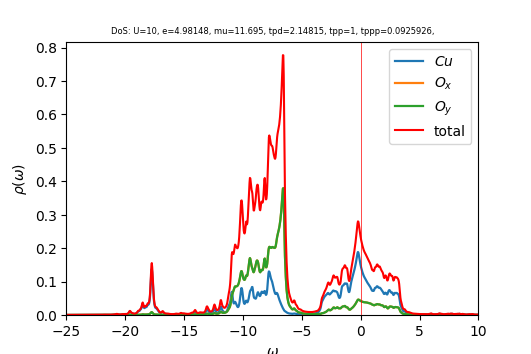 DoS: U=10, e=4.98148, mu=11.695, tpd=2.14815, tpp=1, tppp=0.0925926,
0.8
0.7
0.6
0.5
0.4
0.3
0.2
0.1
0.0
ρ(ω)
−25 −20 −15 −10 −5 0 5 10
ω
Cu
Oₓ
O_y
total